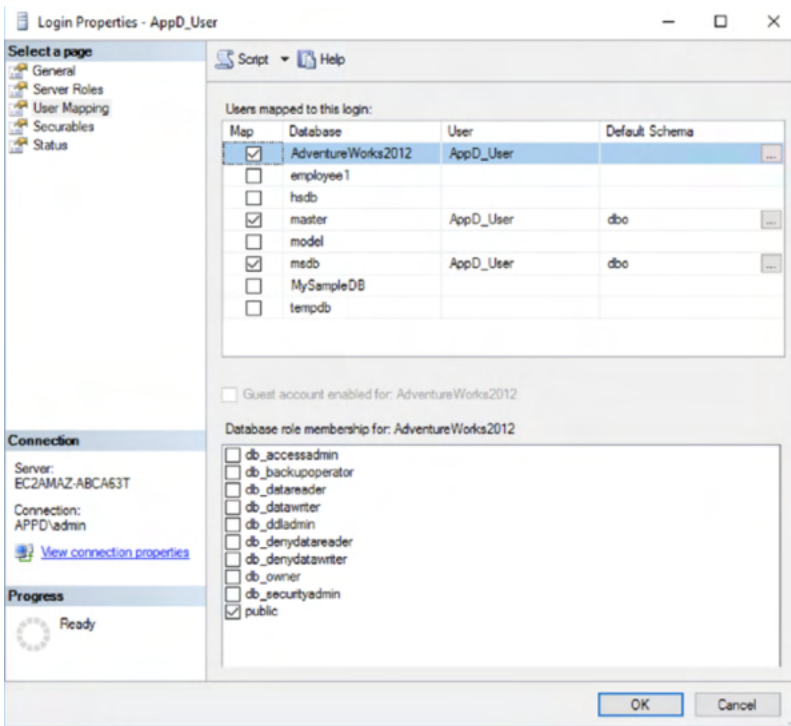 Login Properties - AppD_User
Select a page
General
Server Roles
User Mapping
Securables
Status
Script Help
Users mapped to this login:
Map Database User Default Schema
AdventureWorks2012 AppD_User ...
employee1
hsdb
master AppD_User dbo ...
model
msdb AppD_User dbo ...
MySampleDB
tempdb
Guest account enabled for: AdventureWorks2012
Database role membership for: AdventureWorks2012
db_accessadmin
db_backupoperator
db_datareader
db_datawriter
db_ddladmin
db_denydatareader
db_denydatawriter
db_owner
db_securityadmin
public
Connection
Server:
EC2AMAZ-ABCA63T
Connection:
APPD\admin
View connection properties
Progress
Ready
OK Cancel